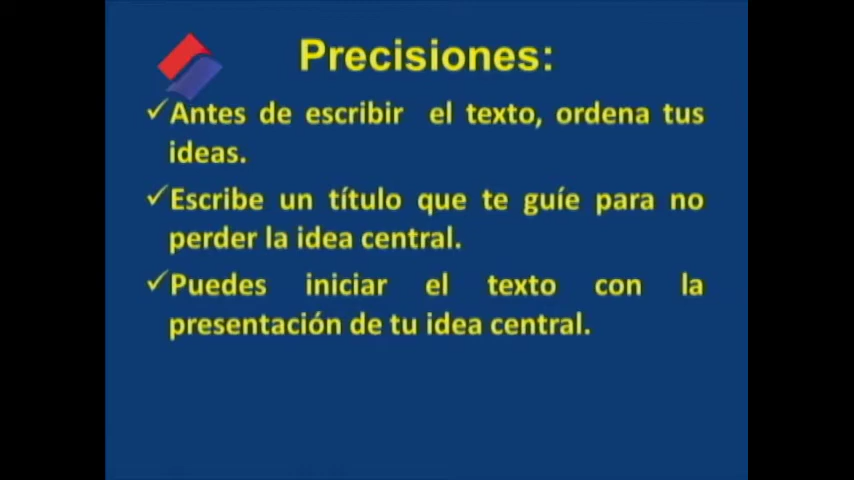 Precisiones:
✓Antes de escribir el texto, ordena tus
ideas.
✓Escribe un título que te guíe para no
perder la idea central.
✓Puedes iniciar el texto con la
presentación de tu idea central.